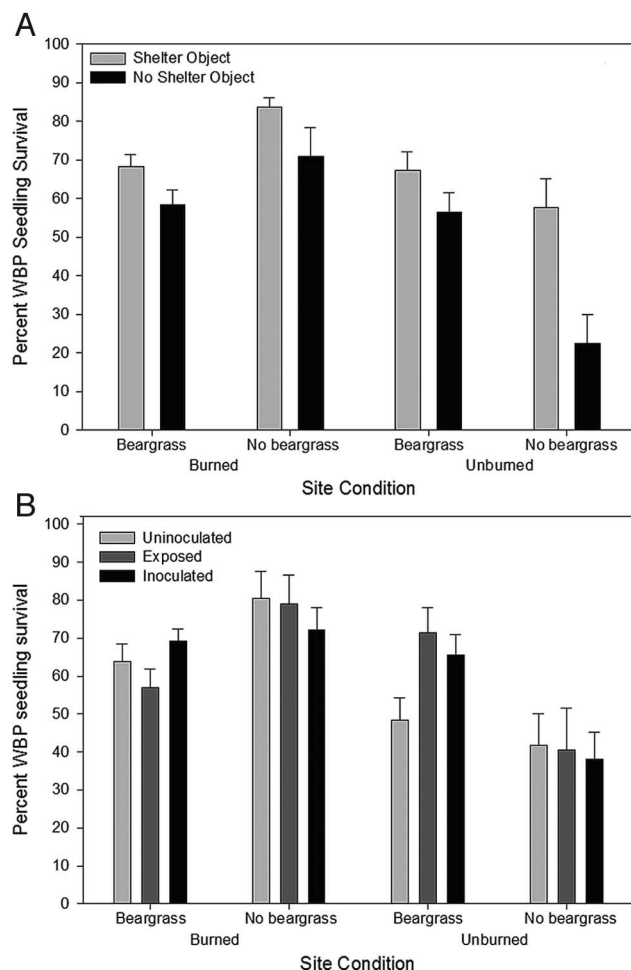 A
100
90
80
70
60
50
40
30
20
10
0
Percent WBP Seedling Survival
Shelter Object
No Shelter Object
Beargrass No beargrass Beargrass No beargrass
Burned Unburned
Site Condition
B
100
90
80
70
60
50
40
30
20
10
0
Percent WBP seedling survival
Uninoculated
Exposed
Inoculated
Beargrass No beargrass Beargrass No beargrass
Burned Unburned
Site Condition